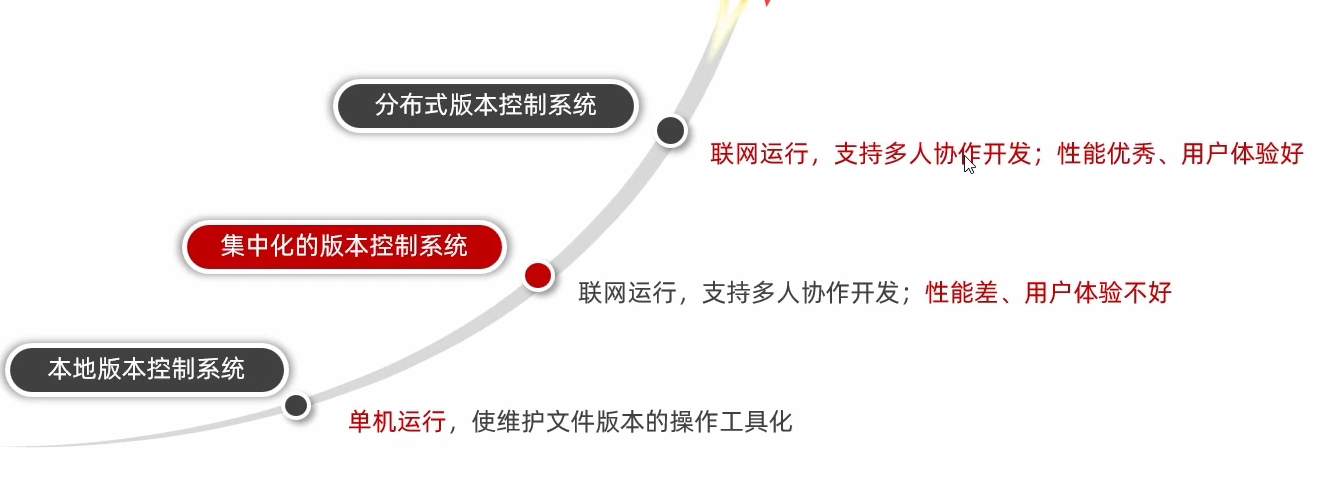 分布式版本控制系统
联网运行，支持多人协作开发；性能优秀、用户体验好
集中化的版本控制系统
联网运行，支持多人协作开发；性能差、用户体验不好
本地版本控制系统
单机运行，使维护文件版本的操作工具化